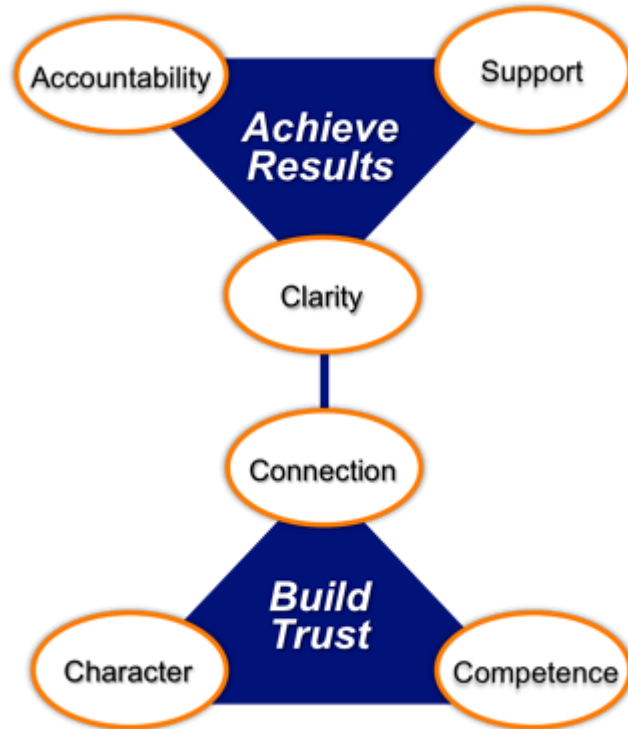 Accountability
Support
Achieve
Results
Clarity
Connection
Build
Trust
Character
Competence